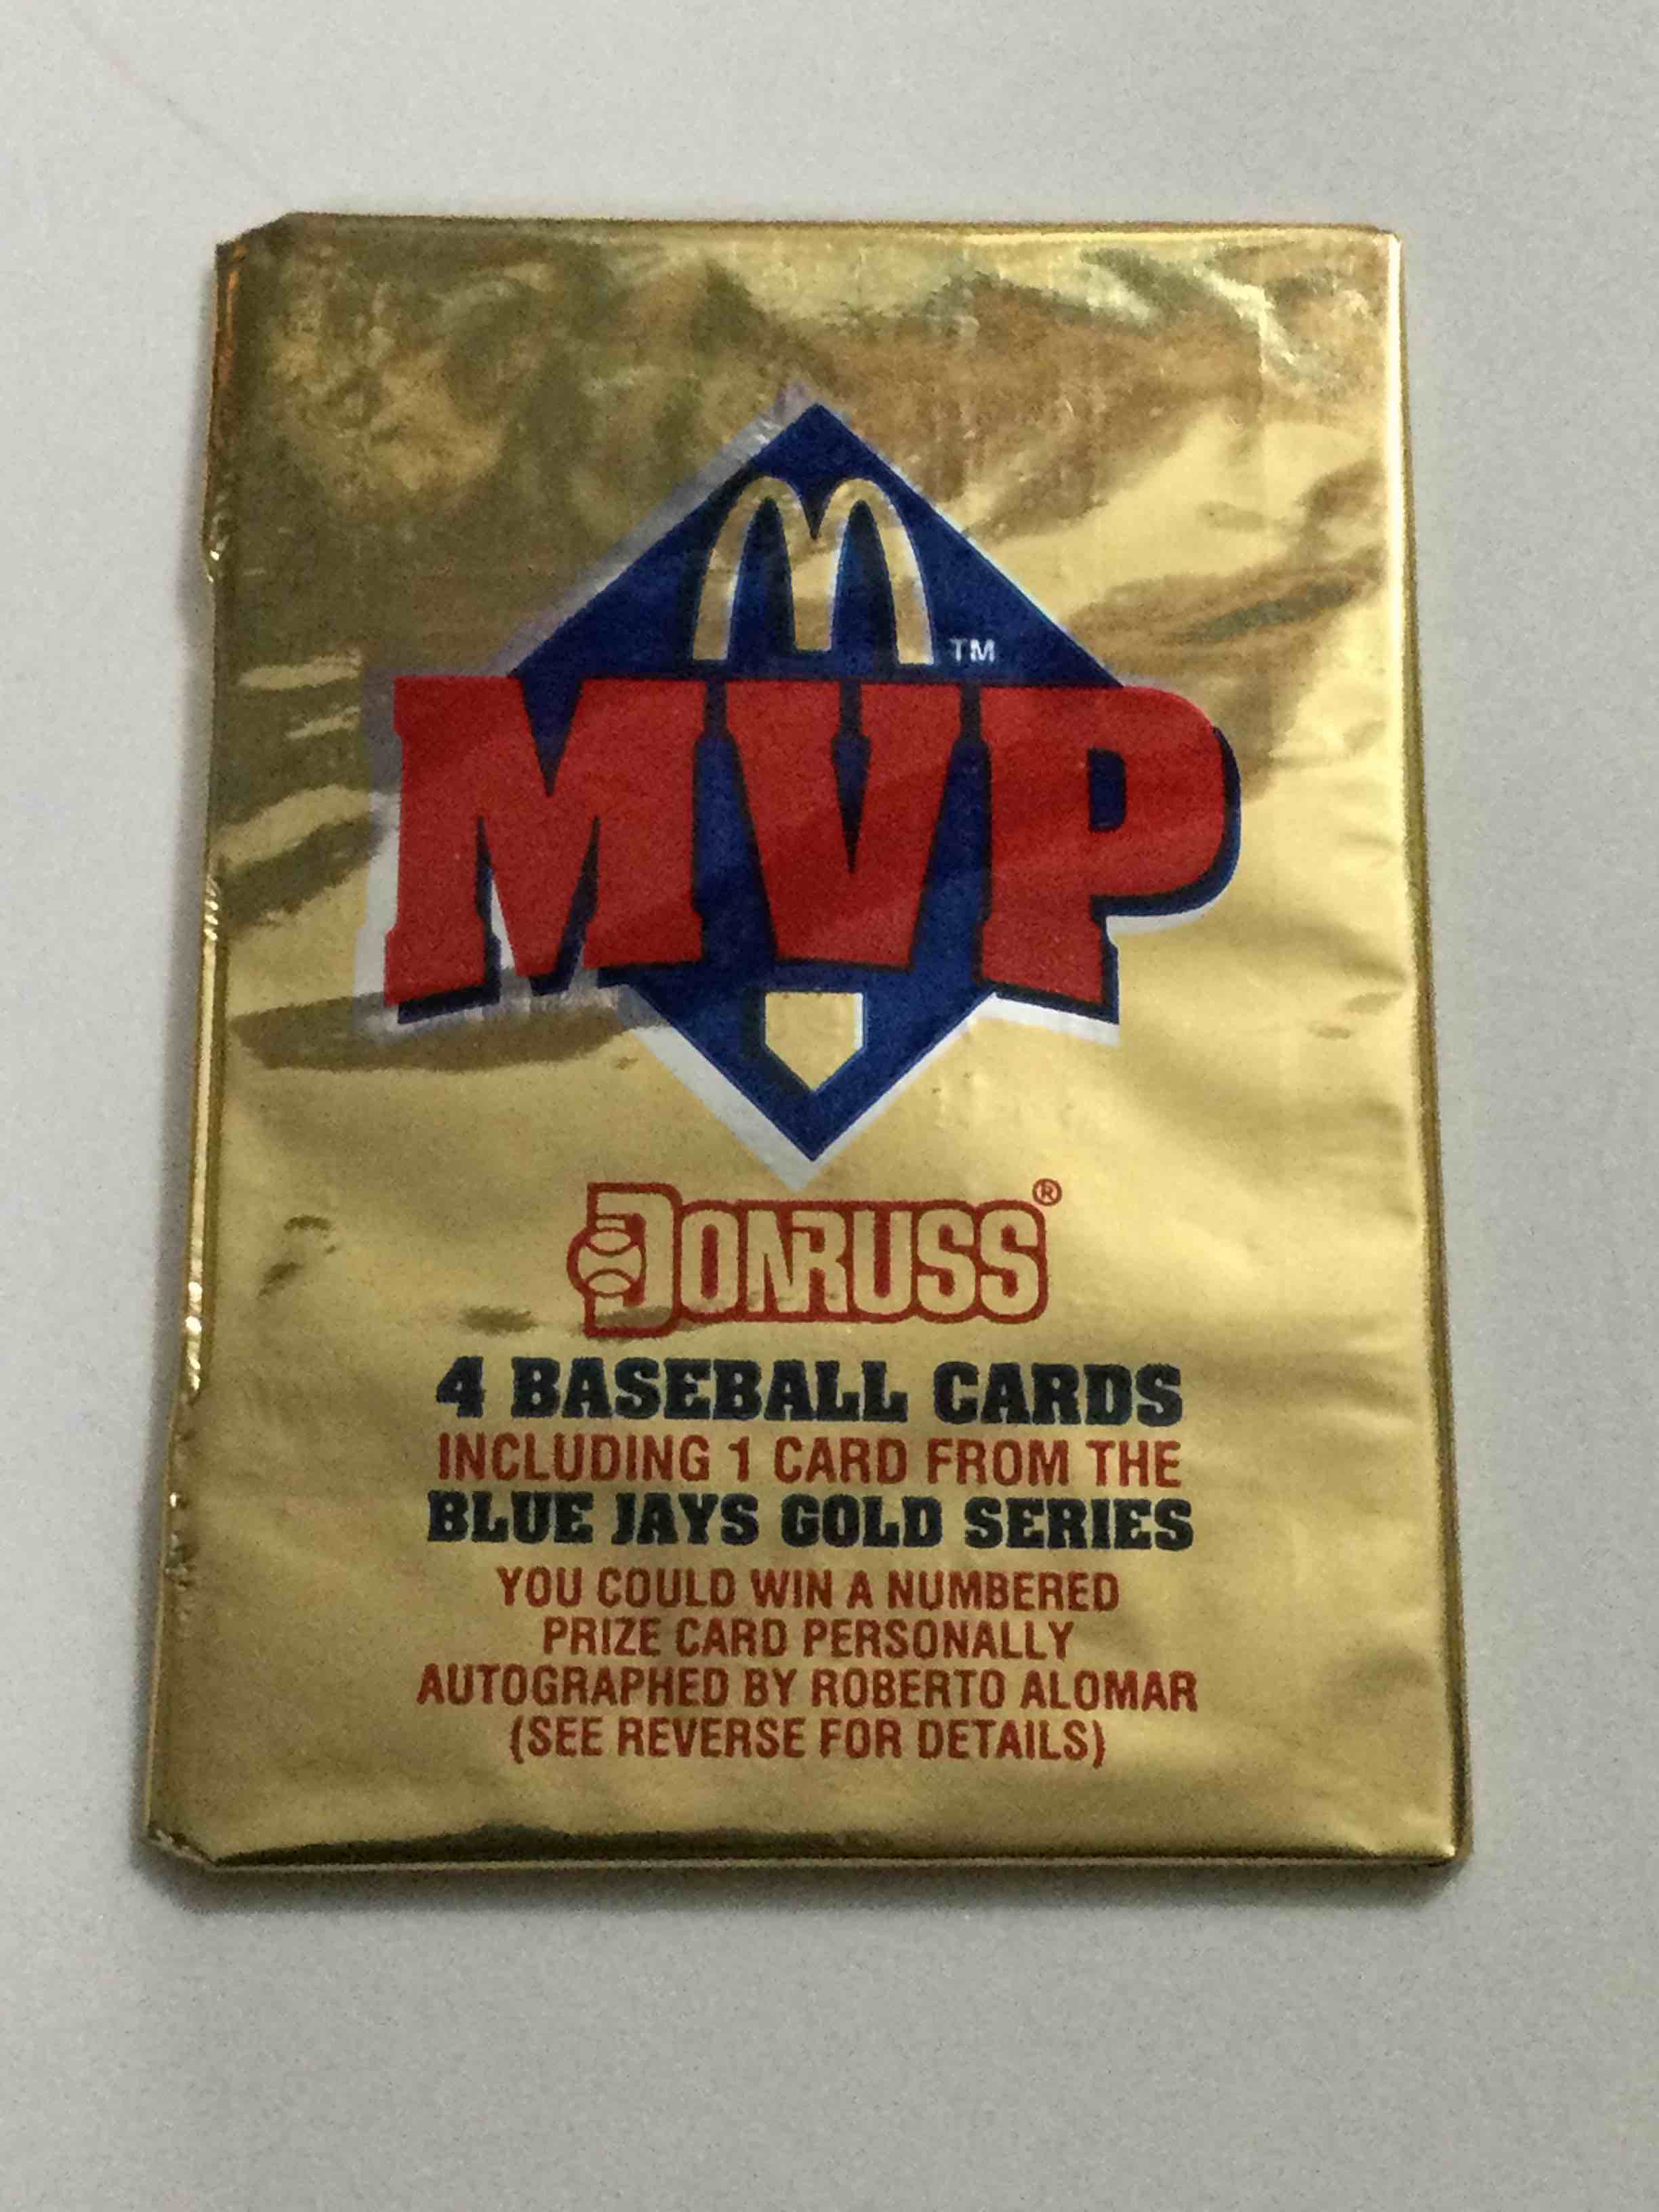 M TM
MVP
DONRUSS®
4 BASEBALL CARDS
INCLUDING 1 CARD FROM THE
BLUE JAYS GOLD SERIES
YOU COULD WIN A NUMBERED
PRIZE CARD PERSONALLY
AUTOGRAPHED BY ROBERTO ALOMAR
(SEE REVERSE FOR DETAILS)